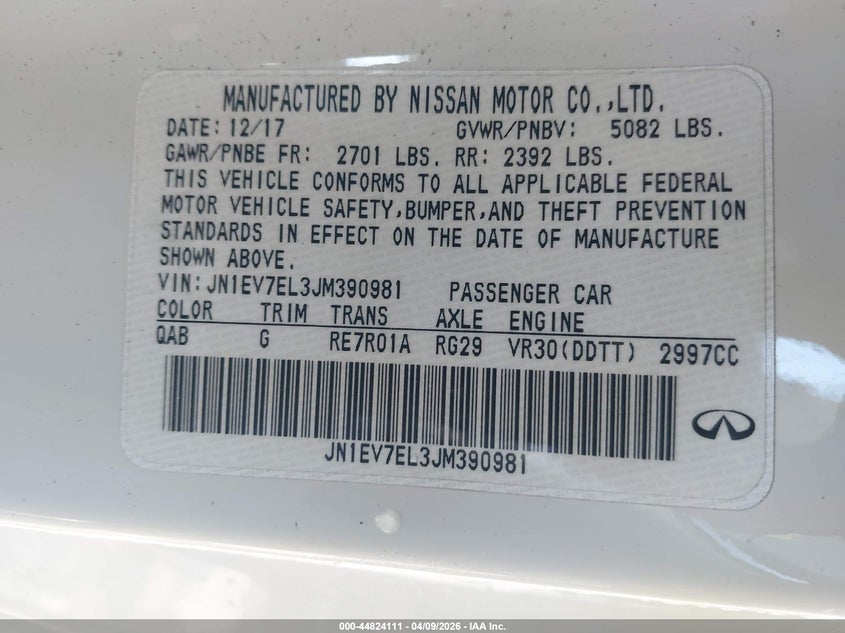 MANUFACTURED BY NISSAN MOTOR CO.,LTD.
DATE: 12/17 GVWR/PNBV: 5082 LBS.
GAWR/PNBE FR: 2701 LBS. RR: 2392 LBS.
THIS VEHICLE CONFORMS TO ALL APPLICABLE FEDERAL
MOTOR VEHICLE SAFETY,BUMPER,AND THEFT PREVENTION
STANDARDS IN EFFECT ON THE DATE OF MANUFACTURE
SHOWN ABOVE.
VIN: JN1EV7EL3JM390981 PASSENGER CAR
COLOR TRIM TRANS AXLE ENGINE
QAB G RE7R01A RG29 VR30(DDTT) 2997CC
JN1EV7EL3JM390981
000-44824111 | 04/09/2026 | IAA Inc.